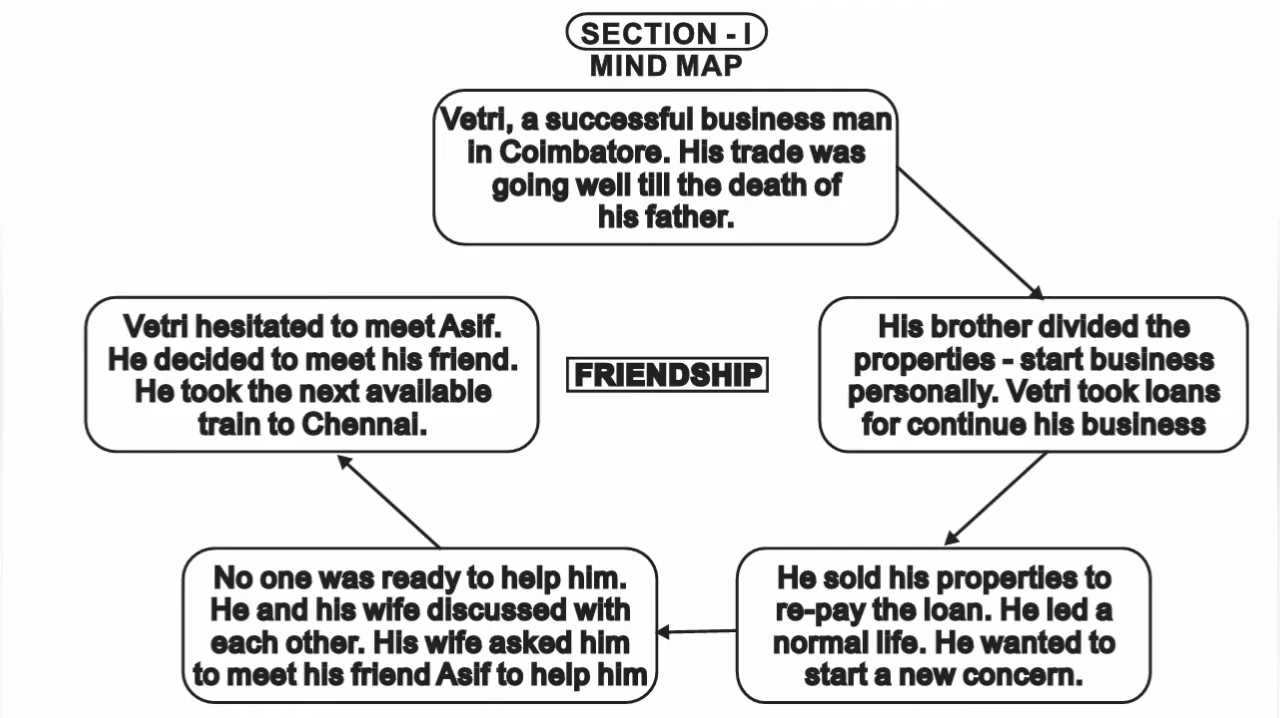 SECTION - I
MIND MAP
Vetri, a successful business man
in Coimbatore. His trade was
going well till the death of
his father.
His brother divided the
properties - start business
personally. Vetri took loans
for continue his business
He sold his properties to
re-pay the loan. He led a
normal life. He wanted to
start a new concern.
No one was ready to help him.
He and his wife discussed with
each other. His wife asked him
to meet his friend Asif to help him
Vetri hesitated to meet Asif.
He decided to meet his friend.
He took the next available
train to Chennai.
FRIENDSHIP